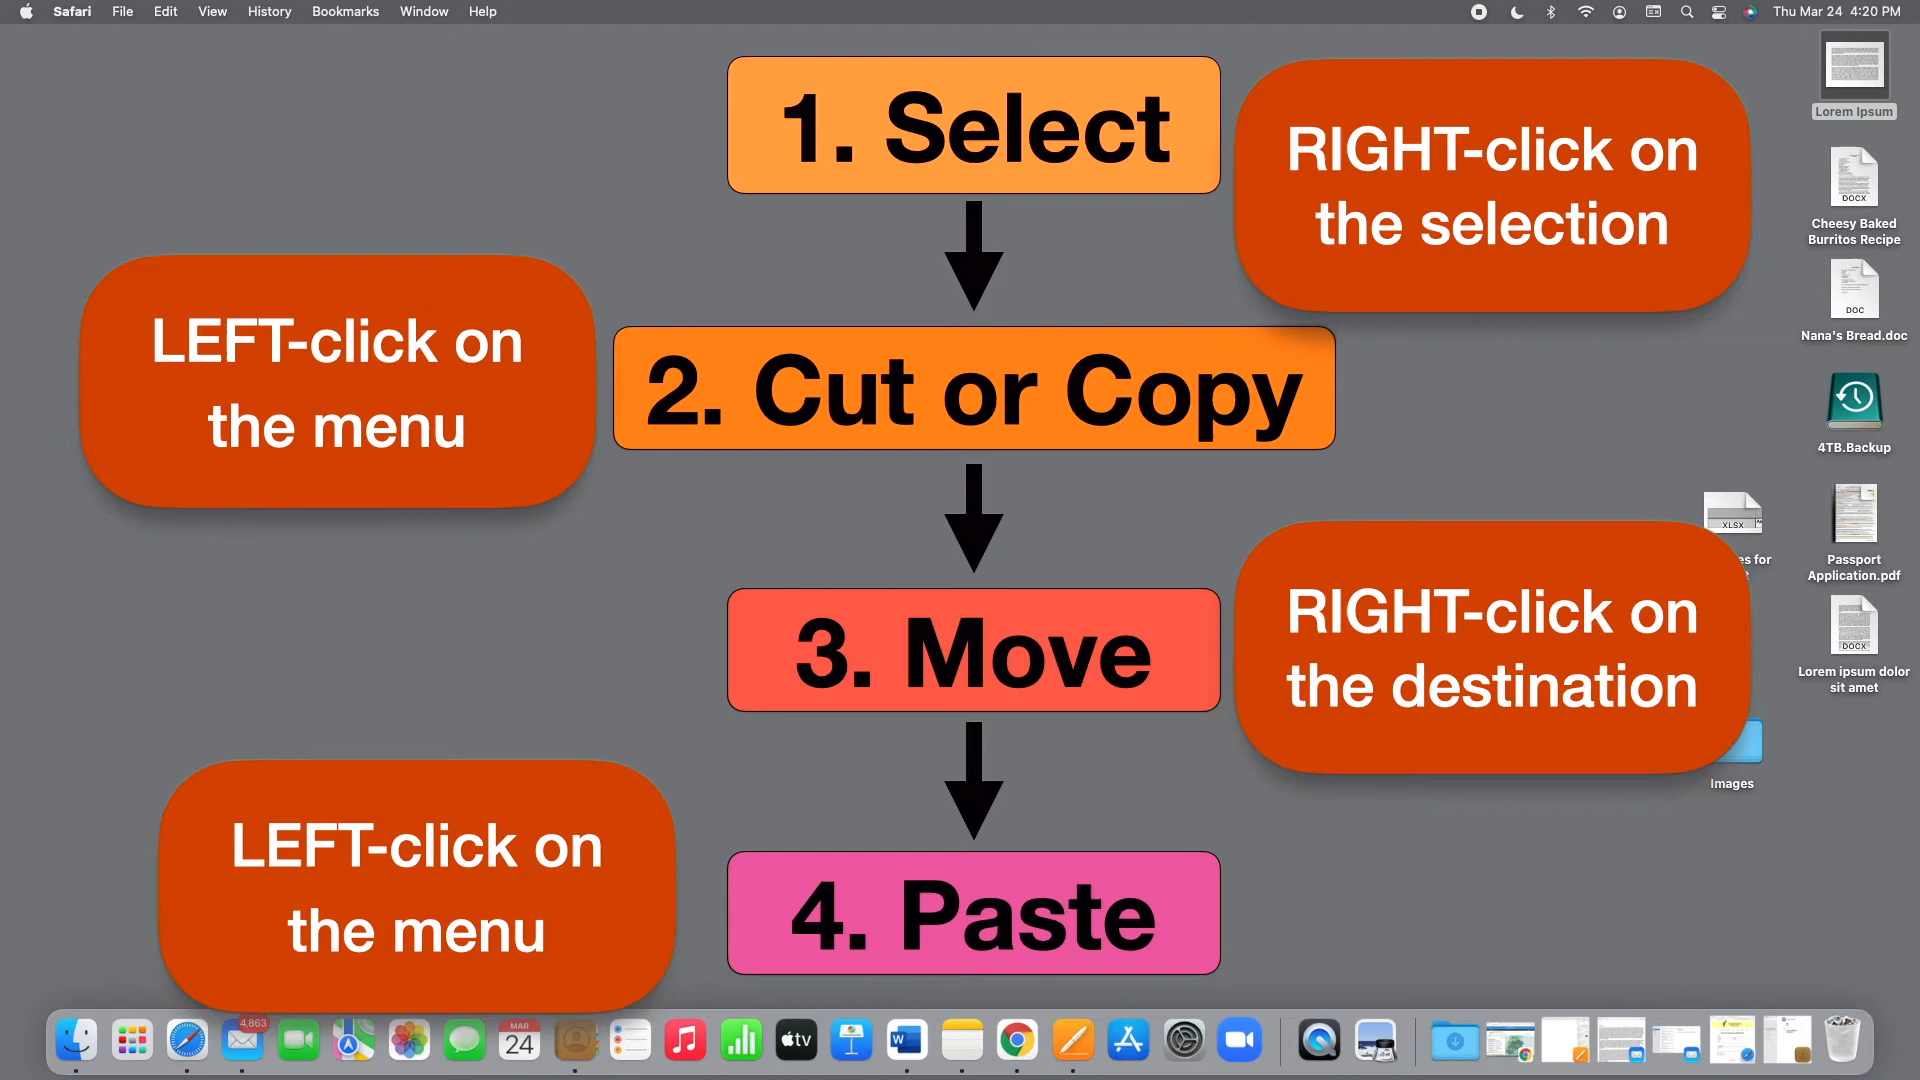 Safari File Edit View History Bookmarks Window Help Thu Mar 24 4:20 PM
1. Select
RIGHT-click on
the selection
LEFT-click on
the menu
2. Cut or Copy
3. Move
RIGHT-click on
the destination
LEFT-click on
the menu
4. Paste
Lorem Ipsum
DOCX
Cheesy Baked
Burritos Recipe
DOC
Nana's Bread.doc
4TB.Backup
XLSX
es for
Passport
Application.pdf
DOCX
Lorem ipsum dolor
sit amet
Images
4,863
MAR
24
tv
W